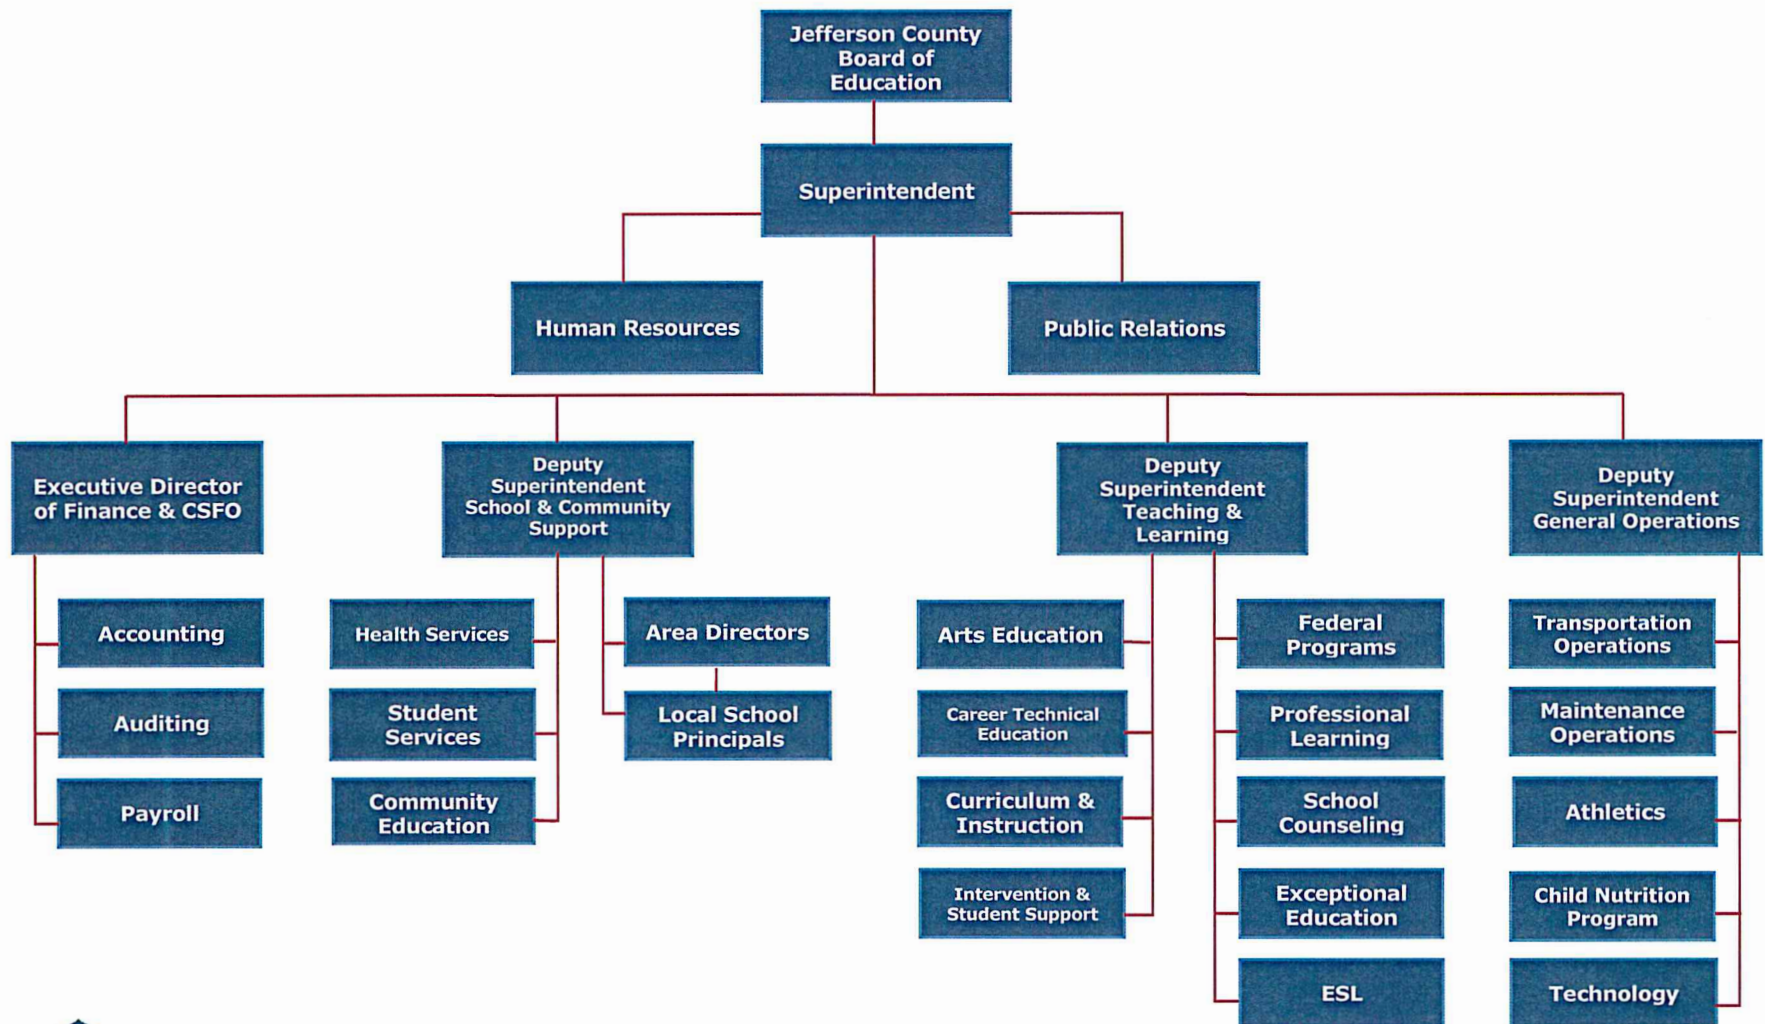 Jefferson County
Board of
Education
Superintendent
Human Resources
Public Relations
Executive Director
of Finance & CSFO
Deputy
Superintendent
School & Community
Support
Deputy
Superintendent
Teaching &
Learning
Deputy
Superintendent
General Operations
Accounting
Auditing
Payroll
Health Services
Student
Services
Community
Education
Area Directors
Local School
Principals
Arts Education
Career Technical
Education
Curriculum &
Instruction
Intervention &
Student Support
Federal
Programs
Professional
Learning
School
Counseling
Exceptional
Education
ESL
Transportation
Operations
Maintenance
Operations
Athletics
Child Nutrition
Program
Technology